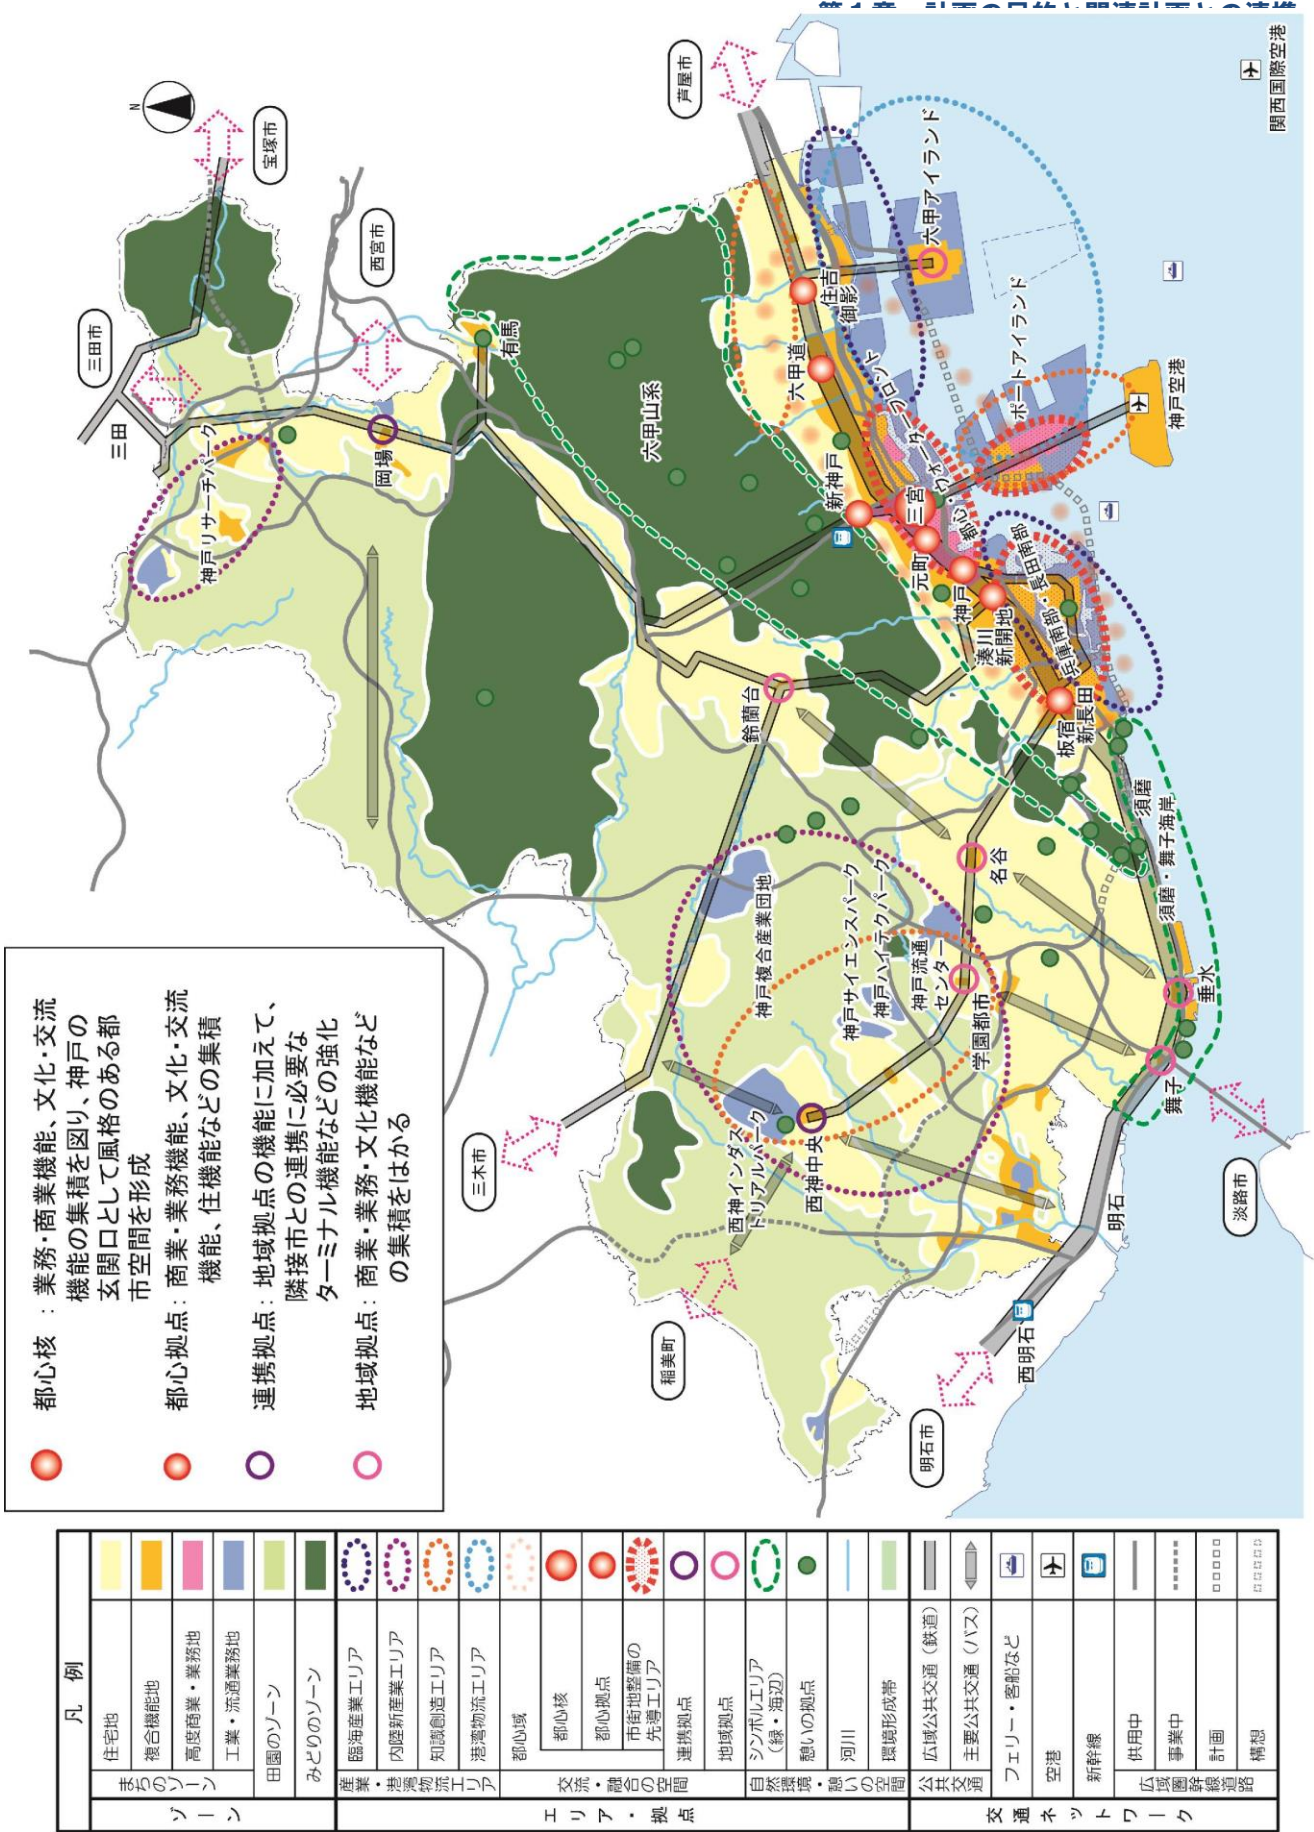 第1章 計画の目的と関連計画との連携
芦屋市
関西国際空港
N
宝塚市
西宮市
三田市
三田
神戸リサーチパーク
岡場
有馬
六甲山系
六甲アイランド
住吉
御影
六甲道
ポートアイランド
神戸空港
新神戸
三宮
都心・ウォーターフロント
元町
神戸
湊川
新開地
兵庫南部・長田南部
板宿
新長田
鈴蘭台
須磨
須磨・舞子海岸
名谷
神戸複合産業団地
神戸サイエンスパーク
神戸ハイテクパーク
神戸流通
センター
学園都市
垂水
舞子
西神インダス
トリアルパーク
西神中央
三木市
稲美町
明石
西明石
明石市
淡路市
都心核 : 業務・商業機能、文化・交流
機能の集積を図り、神戸の
玄関口として風格のある都
市空間を形成
都心拠点: 商業・業務機能、文化・交流
機能、住機能などの集積
連携拠点: 地域拠点の機能に加えて、
隣接市との連携に必要な
ターミナル機能などの強化
地域拠点: 商業・業務・文化機能など
の集積をはかる
凡 例
ゾーン
まちのゾーン
住宅地
複合機能地
高度商業・業務地
工業・流通業務地
田園のゾーン
みどりのゾーン
エリア・拠点
産業・港湾物流エリア
臨海産業エリア
内陸新産業エリア
知識創造エリア
港湾物流エリア
交流・融合の空間
都心域
都心核
都心拠点
市街地整備の
先導エリア
連携拠点
地域拠点
自然環境・憩いの空間
シンボルエリア
(緑・海辺)
憩いの拠点
河川
環境形成帯
交通ネットワーク
公共交通
広域公共交通(鉄道)
主要公共交通(バス)
フェリー・客船など
空港
新幹線
広域圏幹線道路
供用中
事業中
計画
構想